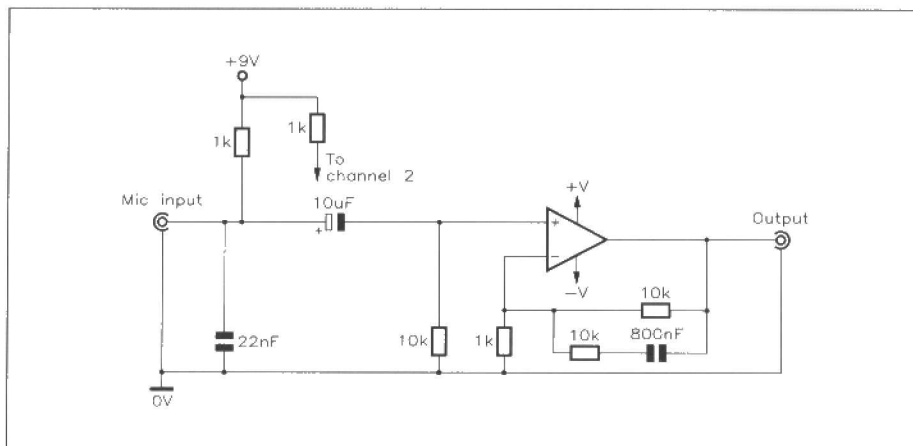 +9V
1k
1k
To
channel 2
Mic input
10uF
+
+V
Output
+
−
−V
10k
22nF
10k
1k
10k
800nF
0V